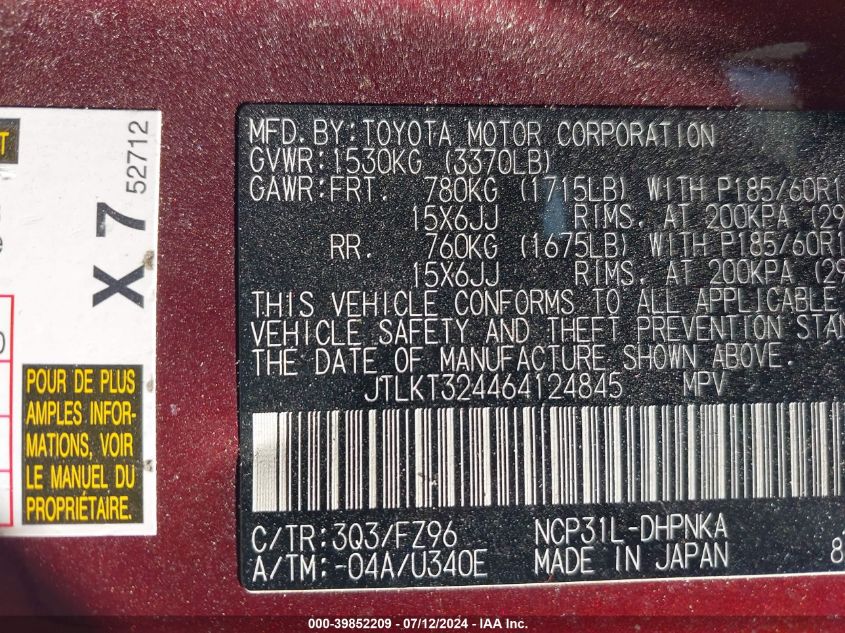 MFD. BY: TOYOTA MOTOR CORPORATION
GVWR: 1530KG (3370LB)
GAWR: FRT. 780KG (1715LB) WITH P185/60R1
15X6JJ RIMS. AT 200KPA (29
RR. 760KG (1675LB) WITH P185/60R1
15X6JJ RIMS. AT 200KPA (29
THIS VEHICLE CONFORMS TO ALL APPLICABLE
VEHICLE SAFETY AND THEFT PREVENTION STAN
THE DATE OF MANUFACTURE SHOWN ABOVE.
JTLKT324464124845 MPV
C/TR: 3Q3/FZ96 NCP31L-DHPNKA
A/TM: -04A/U340E MADE IN JAPAN 8
X 7
52712
POUR DE PLUS
AMPLES INFOR-
MATIONS, VOIR
LE MANUEL DU
PROPRIÉTAIRE.
000-39852209 - 07/12/2024 - IAA Inc.